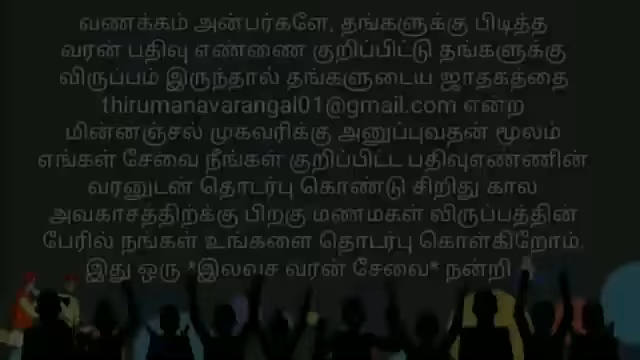 வணக்கம் அன்பர்களே, தங்களுக்கு பிடித்த
வரன் பதிவு எண்ணை குறிப்பிட்டு தங்களுக்கு
விருப்பம் இருந்தால் தங்களுடைய ஜாதகத்தை
thirumanavarangal01@gmail.com என்ற
மின்னஞ்சல் முகவரிக்கு அனுப்புவதன் மூலம்
எங்கள் சேவை நீங்கள் குறிப்பிட்ட பதிவுஎண்ணின்
வரனுடன் தொடர்பு கொண்டு சிறிது கால
அவகாசத்திற்க்கு பிறகு மணமகள் விருப்பத்தின்
பேரில் நங்கள் உங்களை தொடர்பு கொள்கிறோம்.
இது ஒரு *இலவச வரன் சேவை* நன்றி